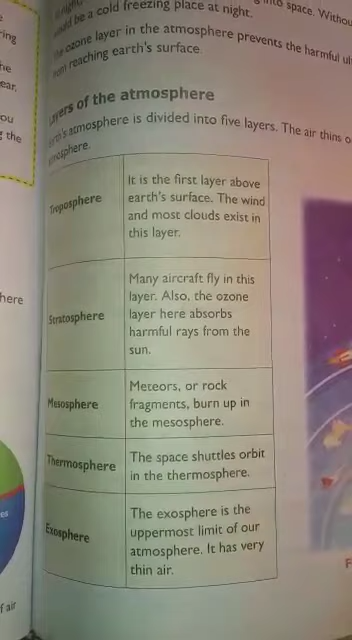 into space. Withou
be a cold freezing place at night.
ozone layer in the atmosphere prevents the harmful ul
reaching earth's surface.
Layers of the atmosphere
atmosphere is divided into five layers. The air thins o
Troposphere
It is the first layer above
earth's surface. The wind
and most clouds exist in
this layer.
Stratosphere
Many aircraft fly in this
layer. Also, the ozone
layer here absorbs
harmful rays from the
sun.
Mesosphere
Meteors, or rock
fragments, burn up in
the mesosphere.
Thermosphere
The space shuttles orbit
in the thermosphere.
Exosphere
The exosphere is the
uppermost limit of our
atmosphere. It has very
thin air.
ring
he
ear.
ou
the
here
f air
F